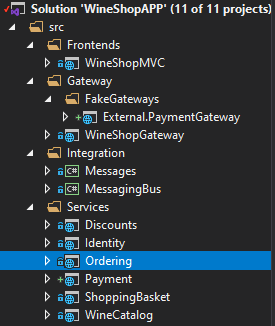 Solution 'WineShopAPP' (11 of 11 projects)
src
Frontends
WineShopMVC
Gateway
FakeGateways
External.PaymentGateway
WineShopGateway
Integration
C# Messages
C# MessagingBus
Services
Discounts
Identity
Ordering
Payment
ShoppingBasket
WineCatalog